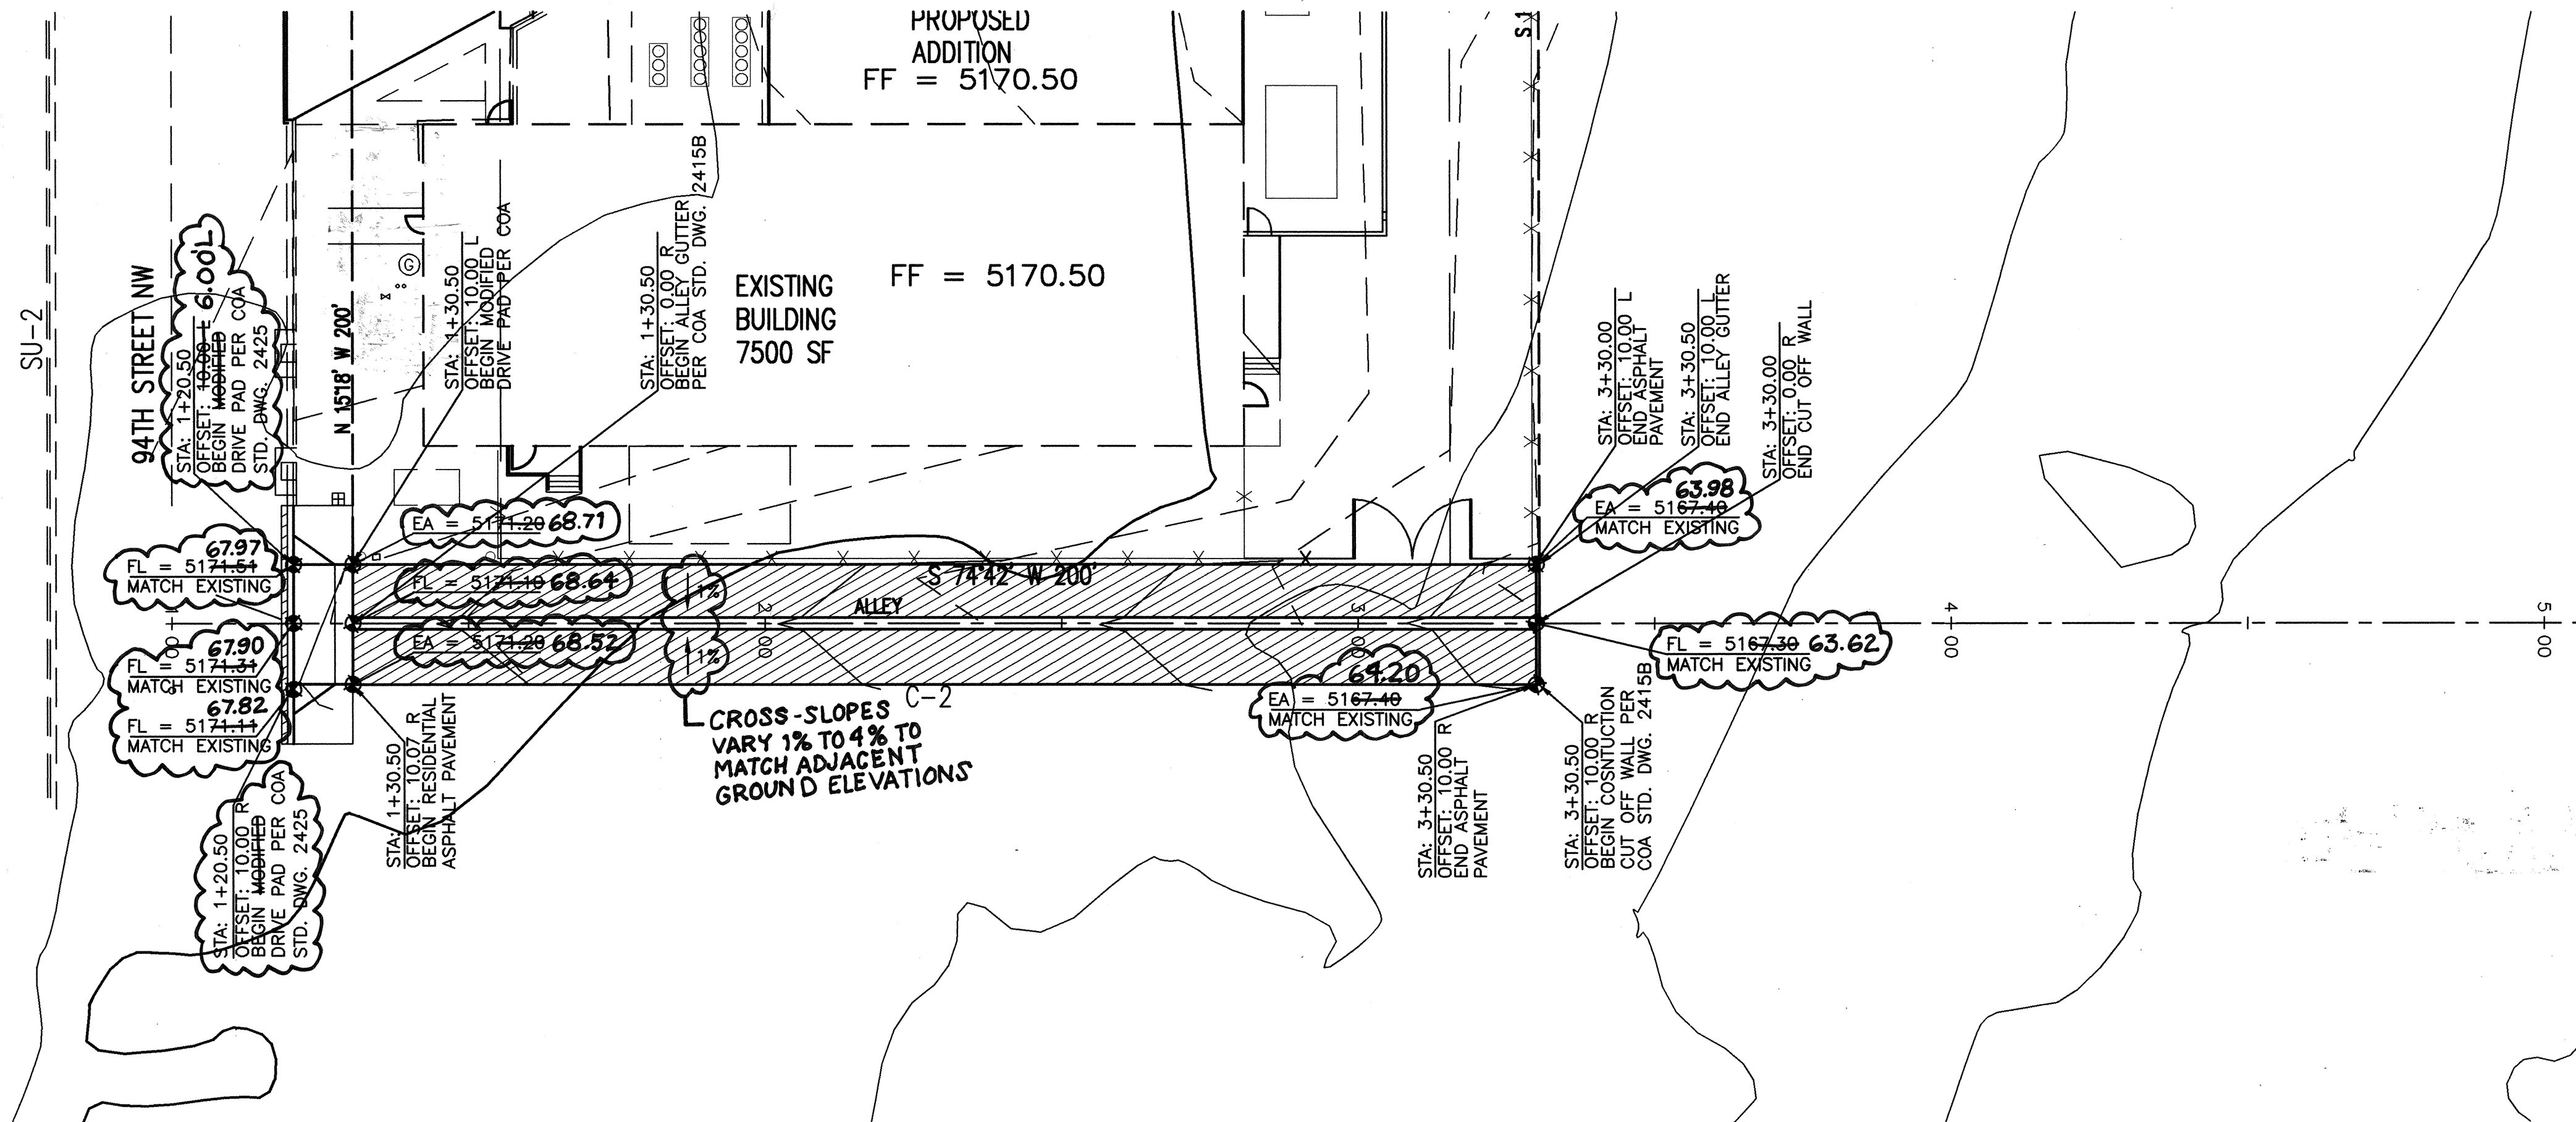 SU-2
94TH STREET NW
N 15°18' W 200'
PROPOSED
ADDITION
FF = 5170.50
EXISTING
BUILDING
7500 SF
FF = 5170.50
G
S 1
STA: 1+20.50
OFFSET: 10.00 L 6.00'L
BEGIN MODIFIED
DRIVE PAD PER COA
STD. DWG. 2425
STA: 1+30.50
OFFSET: 10.00 L
BEGIN MODIFIED
DRIVE PAD PER COA
STA: 1+30.50
OFFSET: 0.00 R
BEGIN ALLEY GUTTER
PER COA STD. DWG. 2415B
STA: 3+30.00
OFFSET: 10.00 L
END ASPHALT
PAVEMENT
STA: 3+30.50
OFFSET: 10.00 L
END ALLEY GUTTER
STA: 3+30.00
OFFSET: 0.00 R
END CUT OFF WALL
63.98
EA = 5167.40
MATCH EXISTING
EA = 5171.20 68.71
67.97
FL = 5171.51
MATCH EXISTING
FL = 5171.10 68.64
1%
S 74°42' W 200'
ALLEY
2+00
3+00
4+00
5+00
67.90
FL = 5171.31
MATCH EXISTING
EA = 5171.20 68.52
1%
FL = 5167.30 63.62
MATCH EXISTING
64.20
EA = 5167.40
MATCH EXISTING
67.82
FL = 5171.11
MATCH EXISTING
C-2
CROSS-SLOPES
VARY 1% TO 4% TO
MATCH ADJACENT
GROUND ELEVATIONS
STA: 1+20.50
OFFSET: 10.00 R
BEGIN MODIFIED
DRIVE PAD PER COA
STD. DWG. 2425
STA: 1+30.50
OFFSET: 10.07 R
BEGIN RESIDENTIAL
ASPHALT PAVEMENT
STA: 3+30.50
OFFSET: 10.00 R
END ASPHALT
PAVEMENT
STA: 3+30.50
OFFSET: 10.00 R
BEGIN COSNTUCTION
CUT OFF WALL PER
COA STD. DWG. 2415B